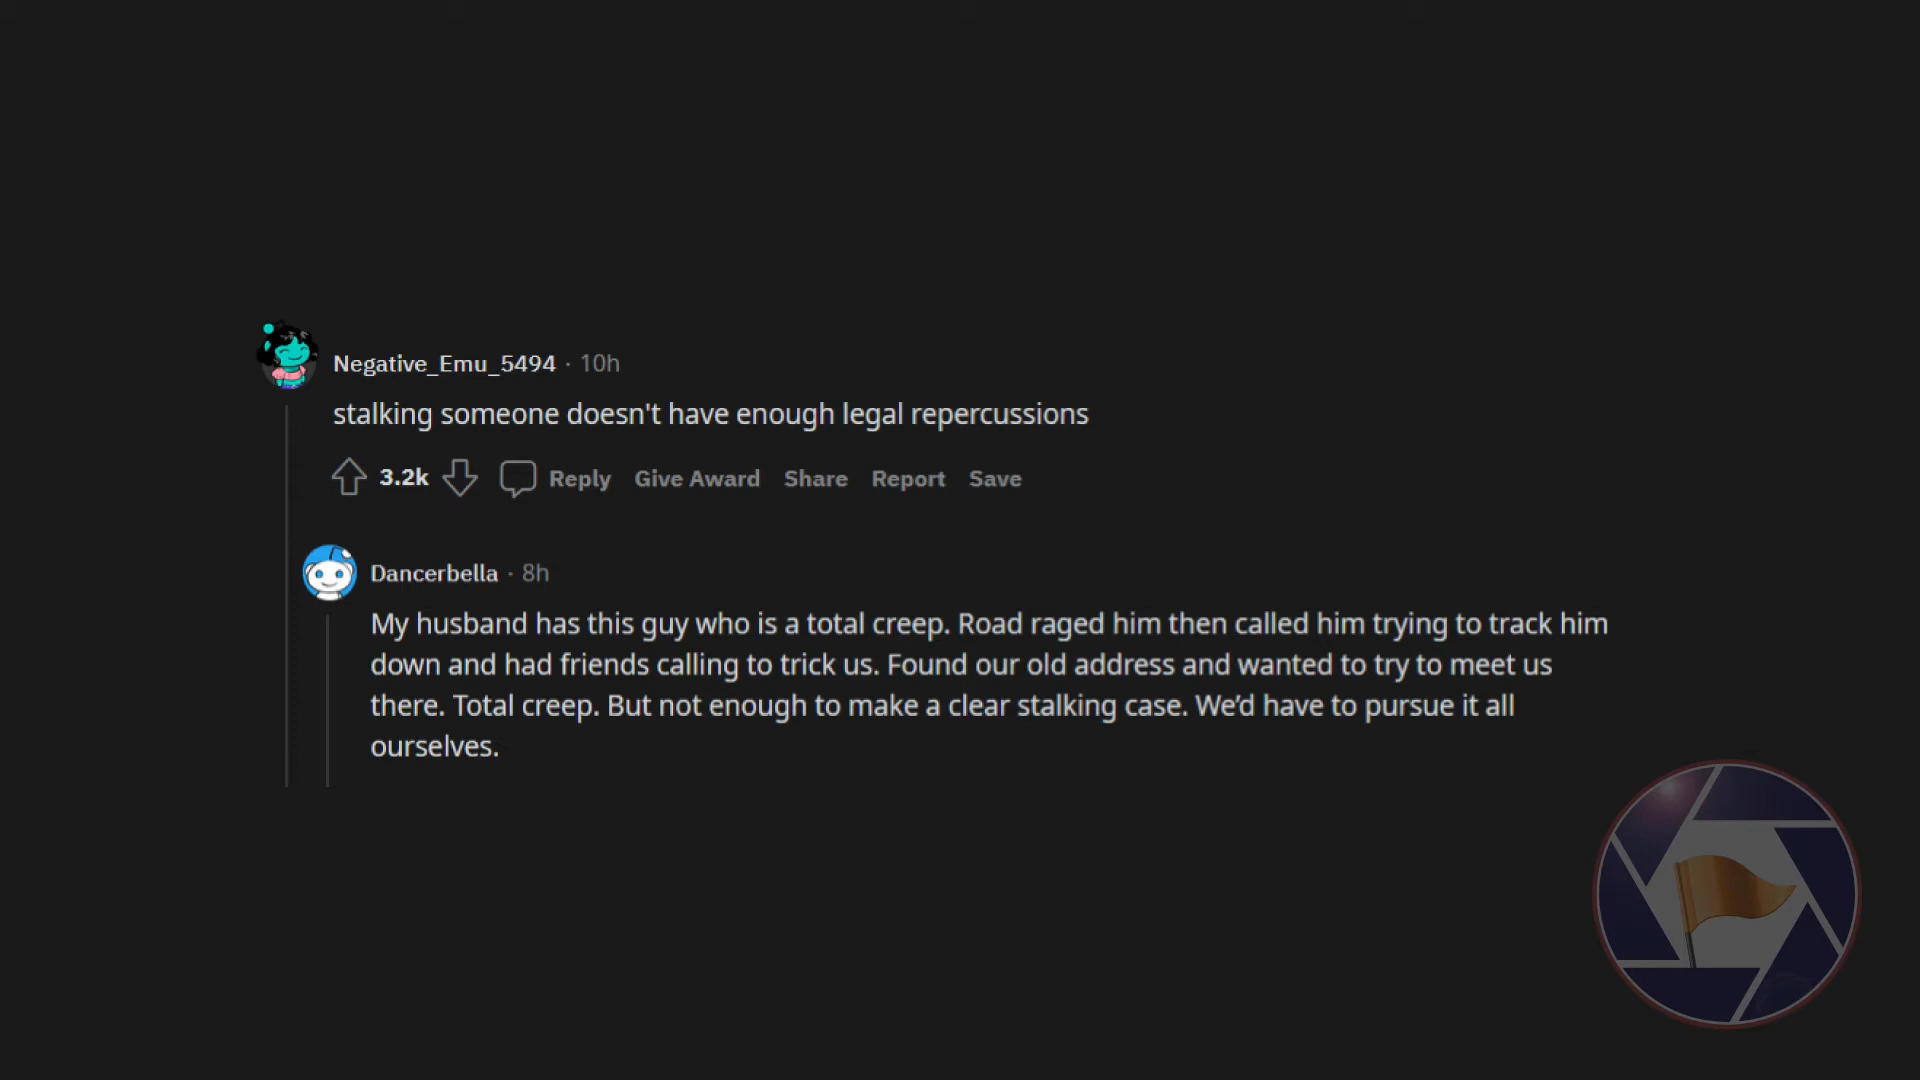 Negative_Emu_5494 · 10h
stalking someone doesn't have enough legal repercussions
3.2k Reply Give Award Share Report Save
Dancerbella · 8h
My husband has this guy who is a total creep. Road raged him then called him trying to track him
down and had friends calling to trick us. Found our old address and wanted to try to meet us
there. Total creep. But not enough to make a clear stalking case. We’d have to pursue it all
ourselves.